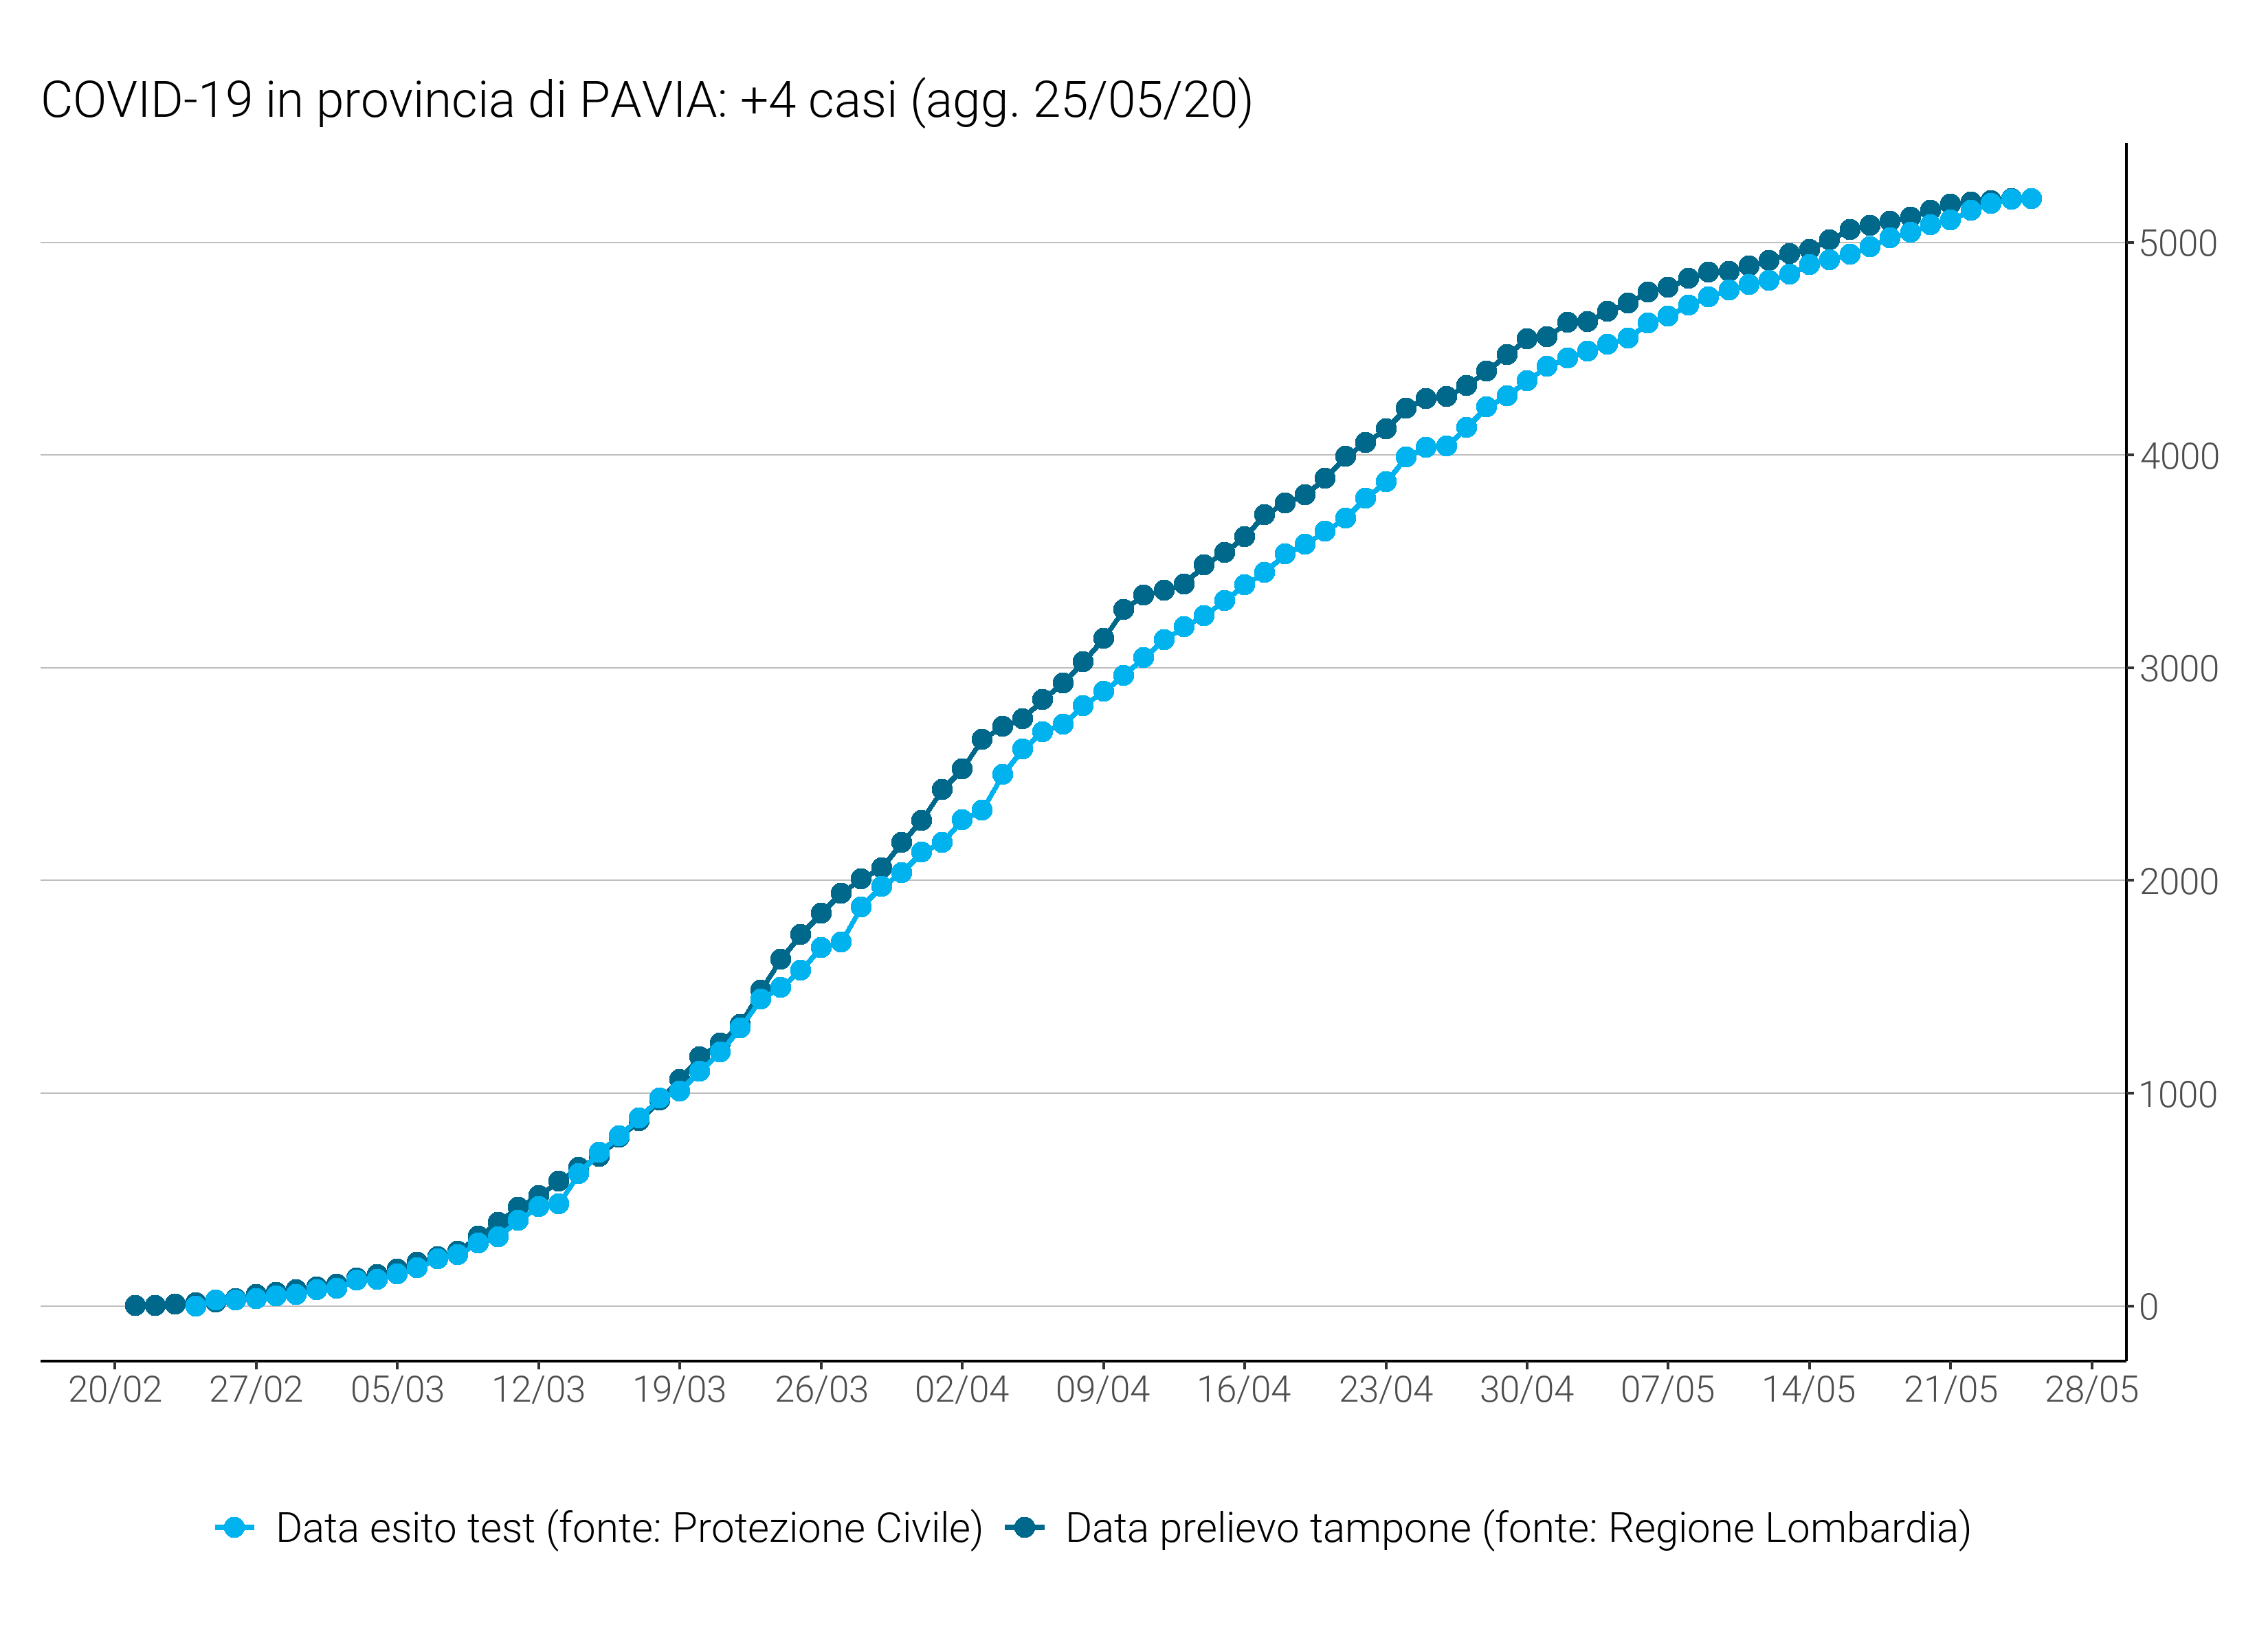 COVID-19 in provincia di PAVIA: +4 casi (agg. 25/05/20)
5000
4000
3000
2000
1000
0
20/02 27/02 05/03 12/03 19/03 26/03 02/04 09/04 16/04 23/04 30/04 07/05 14/05 21/05 28/05
Data esito test (fonte: Protezione Civile) Data prelievo tampone (fonte: Regione Lombardia)